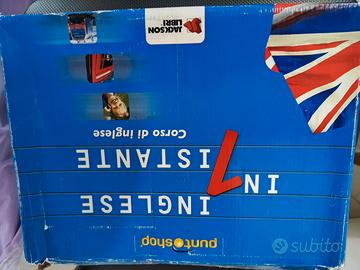 puntoshop
INGLESE
IN 1
ISTANTE
Corso di inglese
JACKSON
LIBRI
subito